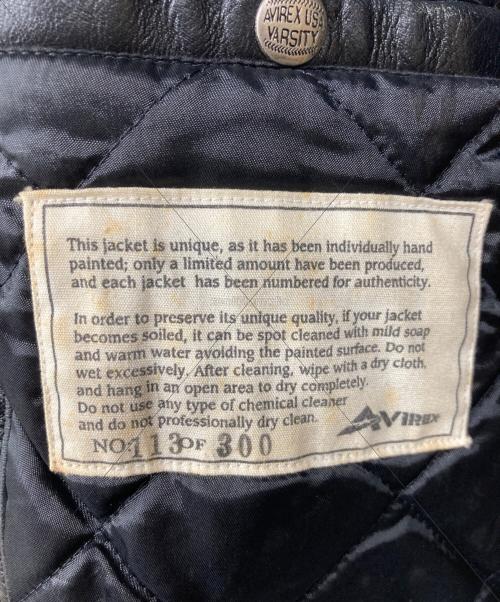 AVIREX USA
VARSITY
This jacket is unique, as it has been individually hand
painted; only a limited amount have been produced,
and each jacket has been numbered for authenticity.
In order to preserve its unique quality, if your jacket
becomes soiled, it can be spot cleaned with mild soap
and warm water avoiding the painted surface. Do not
wet excessively. After cleaning, wipe with a dry cloth,
and hang in an open area to dry completely.
Do not use any type of chemical cleaner
and do not professionally dry clean.
AVIREX
NO. 113 OF 300